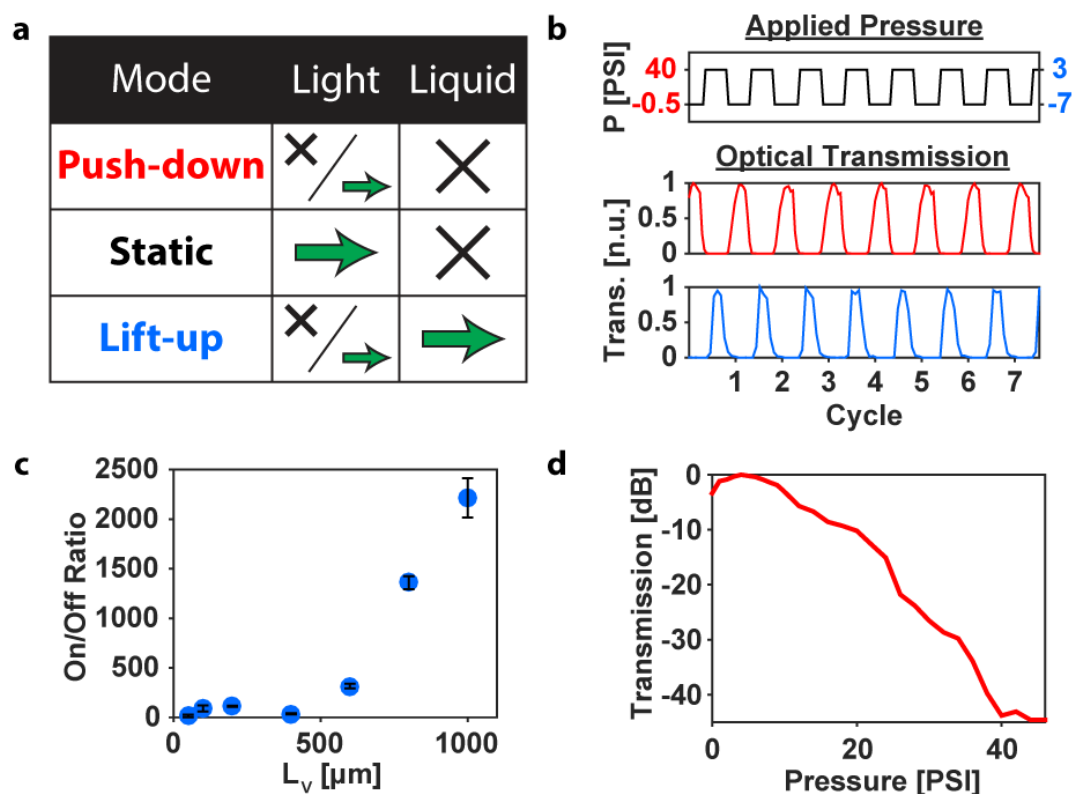 a
Mode Light Liquid
Push-down
Static
Lift-up
b
Applied Pressure
P [PSI]
40 3
-0.5 -7
Optical Transmission
Trans. [n.u.]
1
0.5
0
1
0.5
0
1 2 3 4 5 6 7
Cycle
c
On/Off Ratio
2500
2000
1500
1000
500
0
0 500 1000
Lᵥ [µm]
d
Transmission [dB]
0
-10
-20
-30
-40
0 20 40
Pressure [PSI]